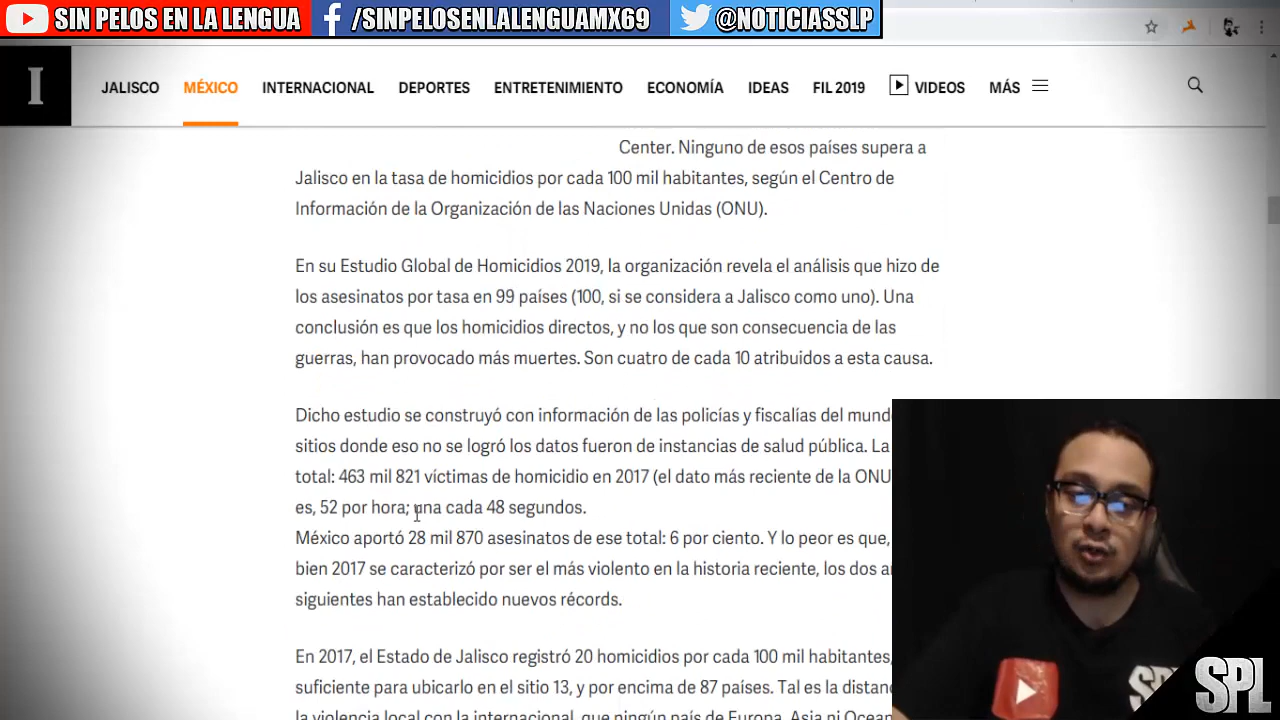 SIN PELOS EN LA LENGUA
/SINPELOSENLALENGUAMX69
@NOTICIASSLP
I
JALISCO
MÉXICO
INTERNACIONAL
DEPORTES
ENTRETENIMIENTO
ECONOMÍA
IDEAS
FIL 2019
VIDEOS
MÁS
Center. Ninguno de esos países supera a
Jalisco en la tasa de homicidios por cada 100 mil habitantes, según el Centro de
Información de la Organización de las Naciones Unidas (ONU).
En su Estudio Global de Homicidios 2019, la organización revela el análisis que hizo de
los asesinatos por tasa en 99 países (100, si se considera a Jalisco como uno). Una
conclusión es que los homicidios directos, y no los que son consecuencia de las
guerras, han provocado más muertes. Son cuatro de cada 10 atribuidos a esta causa.
Dicho estudio se construyó con información de las policías y fiscalías del mund
sitios donde eso no se logró los datos fueron de instancias de salud pública. La
total: 463 mil 821 víctimas de homicidio en 2017 (el dato más reciente de la ONU
es, 52 por hora; una cada 48 segundos.
México aportó 28 mil 870 asesinatos de ese total: 6 por ciento. Y lo peor es que,
bien 2017 se caracterizó por ser el más violento en la historia reciente, los dos a
siguientes han establecido nuevos récords.
En 2017, el Estado de Jalisco registró 20 homicidios por cada 100 mil habitantes,
suficiente para ubicarlo en el sitio 13, y por encima de 87 países. Tal es la distanc
la violencia local con la internacional, que ningún país de Europa, Asia ni Ocean
SPL
SPL